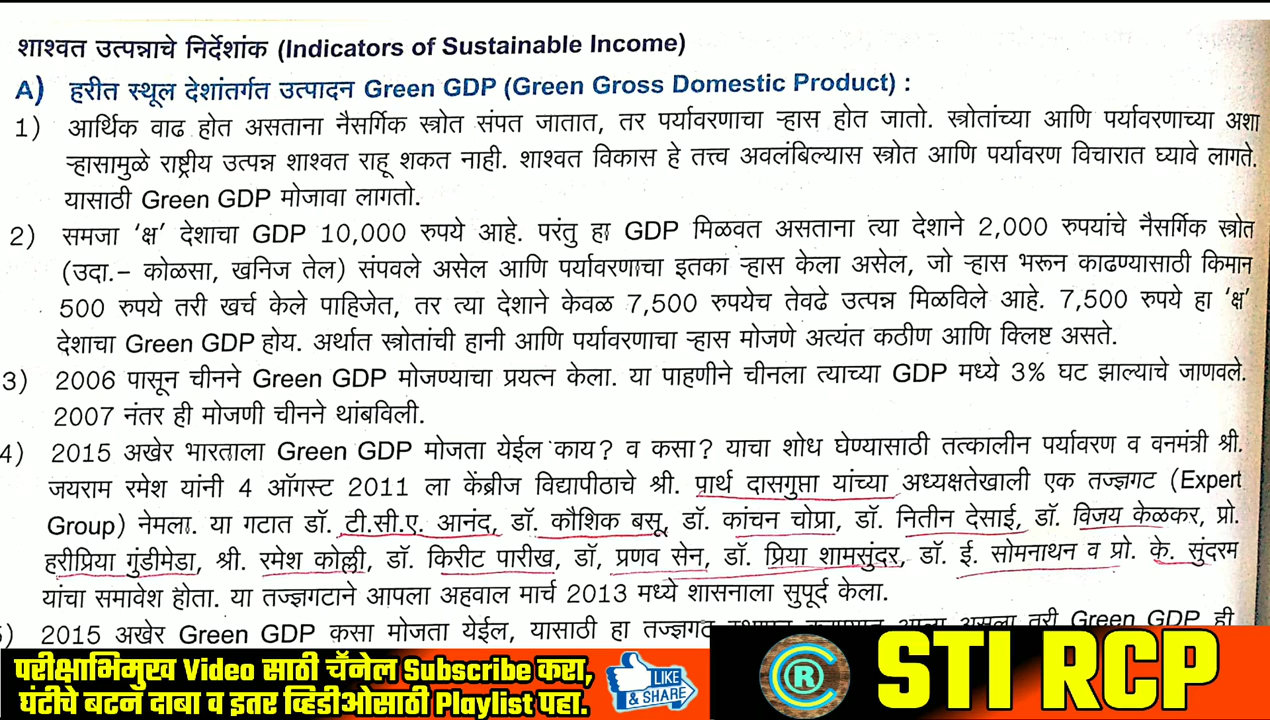 शाश्वत उत्पन्नाचे निर्देशांक (Indicators of Sustainable Income)
A) हरीत स्थूल देशांतर्गत उत्पादन Green GDP (Green Gross Domestic Product) :
1) आर्थिक वाढ होत असताना नैसर्गिक स्त्रोत संपत जातात, तर पर्यावरणाचा ऱ्हास होत जातो. स्त्रोतांच्या आणि पर्यावरणाच्या अशा
ऱ्हासामुळे राष्ट्रीय उत्पन्न शाश्वत राहू शकत नाही. शाश्वत विकास हे तत्त्व अवलंबिल्यास स्त्रोत आणि पर्यावरण विचारात घ्यावे लागते.
यासाठी Green GDP मोजावा लागतो.
2) समजा ‘क्ष’ देशाचा GDP 10,000 रुपये आहे. परंतु हा GDP मिळवत असताना त्या देशाने 2,000 रुपयांचे नैसर्गिक स्त्रोत
(उदा.– कोळसा, खनिज तेल) संपवले असेल आणि पर्यावरणाचा इतका ऱ्हास केला असेल, जो ऱ्हास भरून काढण्यासाठी किमान
500 रुपये तरी खर्च केले पाहिजेत, तर त्या देशाने केवळ 7,500 रुपयेच तेवढे उत्पन्न मिळविले आहे. 7,500 रुपये हा ‘क्ष’
देशाचा Green GDP होय. अर्थात स्त्रोतांची हानी आणि पर्यावरणाचा ऱ्हास मोजणे अत्यंत कठीण आणि क्लिष्ट असते.
3) 2006 पासून चीनने Green GDP मोजण्याचा प्रयत्न केला. या पाहणीने चीनला त्याच्या GDP मध्ये 3% घट झाल्याचे जाणवले.
2007 नंतर ही मोजणी चीनने थांबविली.
4) 2015 अखेर भारताला Green GDP मोजता येईल काय? व कसा? याचा शोध घेण्यासाठी तत्कालीन पर्यावरण व वनमंत्री श्री.
जयराम रमेश यांनी 4 ऑगस्ट 2011 ला केंब्रीज विद्यापीठाचे श्री. प्रार्थ दासगुप्ता यांच्या अध्यक्षतेखाली एक तज्ज्ञगट (Expert
Group) नेमला. या गटात डॉ. टी.सी.ए. आनंद, डॉ. कौशिक बसू, डॉ. कांचन चोप्रा, डॉ. नितीन देसाई, डॉ. विजय केळकर, प्रो.
हरीप्रिया गुंडीमेडा, श्री. रमेश कोल्ली, डॉ. किरीट पारीख, डॉ, प्रणव सेन, डॉ. प्रिया शामसुंदर, डॉ. ई. सोमनाथन व प्रो. के. सुंदरम
यांचा समावेश होता. या तज्ज्ञगटाने आपला अहवाल मार्च 2013 मध्ये शासनाला सुपूर्द केला.
2015 अखेर Green GDP कसा मोजता येईल, यासाठी हा तज्ज्ञगट असला तरी Green GDP ही
परीक्षाभिमुख Video साठी चॅनेल Subscribe करा,
घंटीचे बटन दाबा व इतर व्हिडीओसाठी Playlist पहा.
LIKE
& SHARE
C R
STI RCP